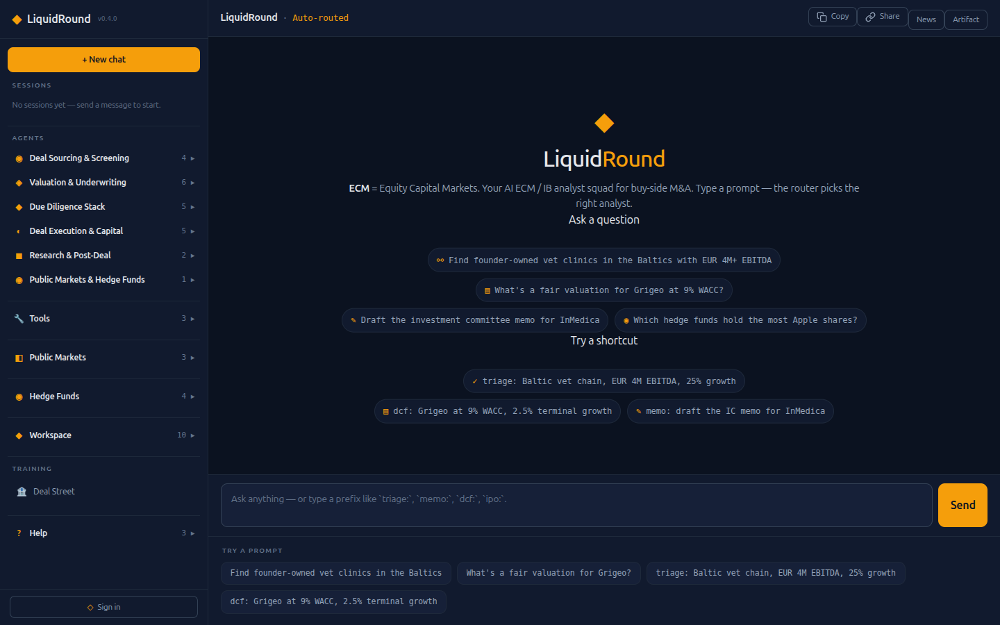 LiquidRound v0.4.0
+ New chat
SESSIONS
No sessions yet — send a message to start.
AGENTS
Deal Sourcing & Screening 4
Valuation & Underwriting 6
Due Diligence Stack 5
Deal Execution & Capital 5
Research & Post-Deal 2
Public Markets & Hedge Funds 1
Tools 3
Public Markets 3
Hedge Funds 4
Workspace 10
TRAINING
Deal Street
? Help 3
Sign in
LiquidRound · Auto-routed
Copy
Share
News
Artifact
LiquidRound
ECM = Equity Capital Markets. Your AI ECM / IB analyst squad for buy-side M&A. Type a prompt — the router picks the
right analyst.
Ask a question
Find founder-owned vet clinics in the Baltics with EUR 4M+ EBITDA
What's a fair valuation for Grigeo at 9% WACC?
Draft the investment committee memo for InMedica
Which hedge funds hold the most Apple shares?
Try a shortcut
triage: Baltic vet chain, EUR 4M EBITDA, 25% growth
dcf: Grigeo at 9% WACC, 2.5% terminal growth
memo: draft the IC memo for InMedica
Ask anything — or type a prefix like `triage:`, `memo:`, `dcf:`, `ipo:`.
Send
TRY A PROMPT
Find founder-owned vet clinics in the Baltics
What's a fair valuation for Grigeo?
triage: Baltic vet chain, EUR 4M EBITDA, 25% growth
dcf: Grigeo at 9% WACC, 2.5% terminal growth